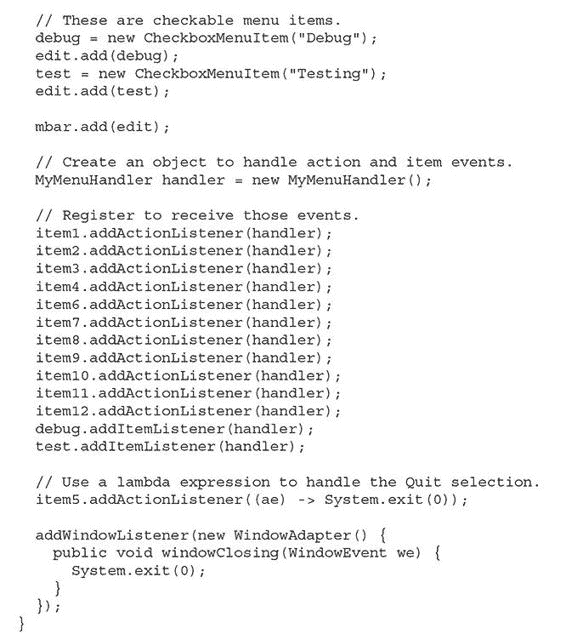 // These are checkable menu items.
debug = new CheckboxMenuItem("Debug");
edit.add(debug);
test = new CheckboxMenuItem("Testing");
edit.add(test);

mbar.add(edit);

// Create an object to handle action and item events.
MyMenuHandler handler = new MyMenuHandler();

// Register to receive those events.
item1.addActionListener(handler);
item2.addActionListener(handler);
item3.addActionListener(handler);
item4.addActionListener(handler);
item6.addActionListener(handler);
item7.addActionListener(handler);
item8.addActionListener(handler);
item9.addActionListener(handler);
item10.addActionListener(handler);
item11.addActionListener(handler);
item12.addActionListener(handler);
debug.addItemListener(handler);
test.addItemListener(handler);

// Use a lambda expression to handle the Quit selection.
item5.addActionListener((ae) -> System.exit(0));

addWindowListener(new WindowAdapter() {
  public void windowClosing(WindowEvent we) {
    System.exit(0);
  }
});
}